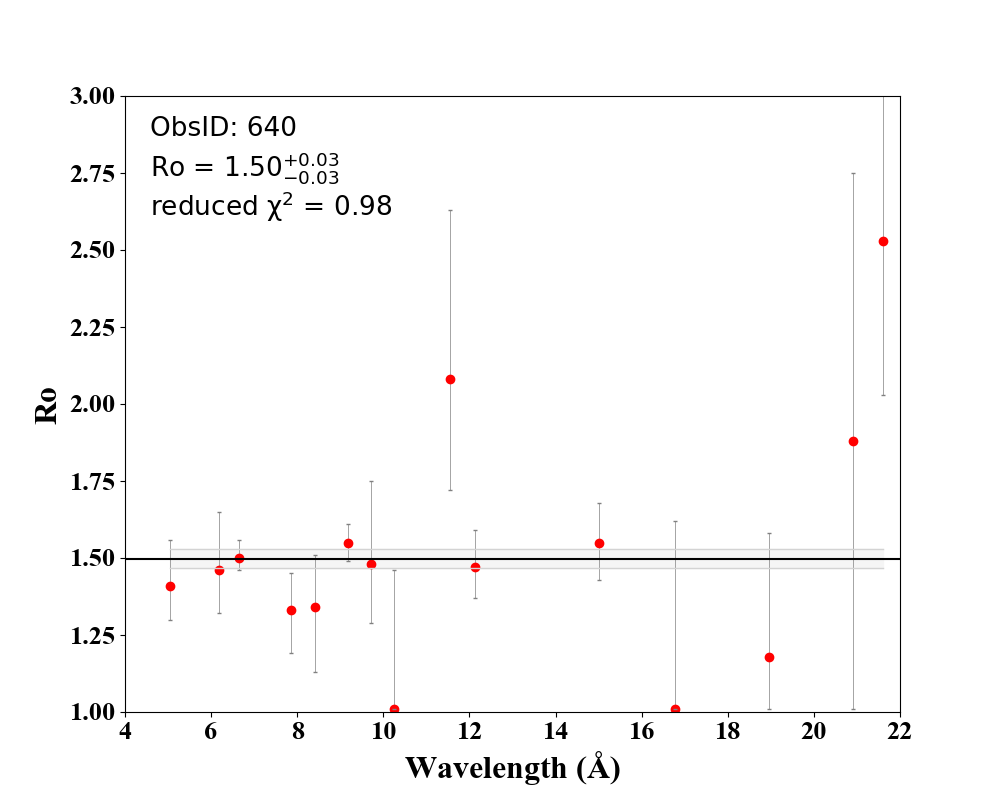 ObsID: 640
Ro = 1.50 +0.03 −0.03
reduced χ² = 0.98
3.00
2.75
2.50
2.25
2.00
1.75
1.50
1.25
1.00
Ro
4 6 8 10 12 14 16 18 20 22
Wavelength (Å)